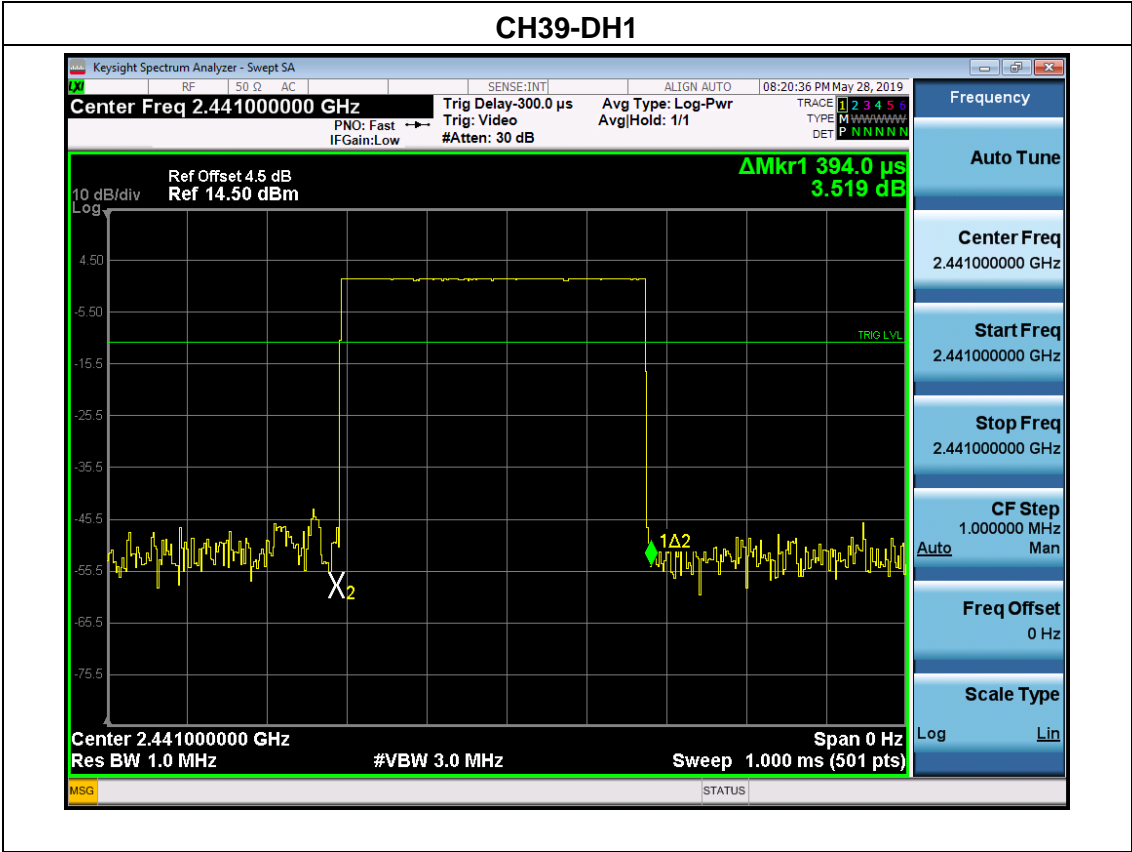 CH39-DH1
Keysight Spectrum Analyzer - Swept SA
LXI RF 50 Ω AC SENSE:INT ALIGN AUTO 08:20:36 PM May 28, 2019
Center Freq 2.441000000 GHz
PNO: Fast
IFGain:Low
Trig Delay-300.0 µs
Trig: Video
#Atten: 30 dB
Avg Type: Log-Pwr
Avg|Hold: 1/1
TRACE 1 2 3 4 5 6
TYPE M WWWWW
DET P N N N N N
ΔMkr1 394.0 µs
3.519 dB
Ref Offset 4.5 dB
10 dB/div Ref 14.50 dBm
Log
4.50
-5.50
TRIG LVL
-15.5
-25.5
-35.5
-45.5
1Δ2
-55.5
X2
-65.5
-75.5
Center 2.441000000 GHz Span 0 Hz
Res BW 1.0 MHz #VBW 3.0 MHz Sweep 1.000 ms (501 pts)
MSG STATUS
Frequency
Auto Tune
Center Freq
2.441000000 GHz
Start Freq
2.441000000 GHz
Stop Freq
2.441000000 GHz
CF Step
1.000000 MHz
Auto Man
Freq Offset
0 Hz
Scale Type
Log Lin